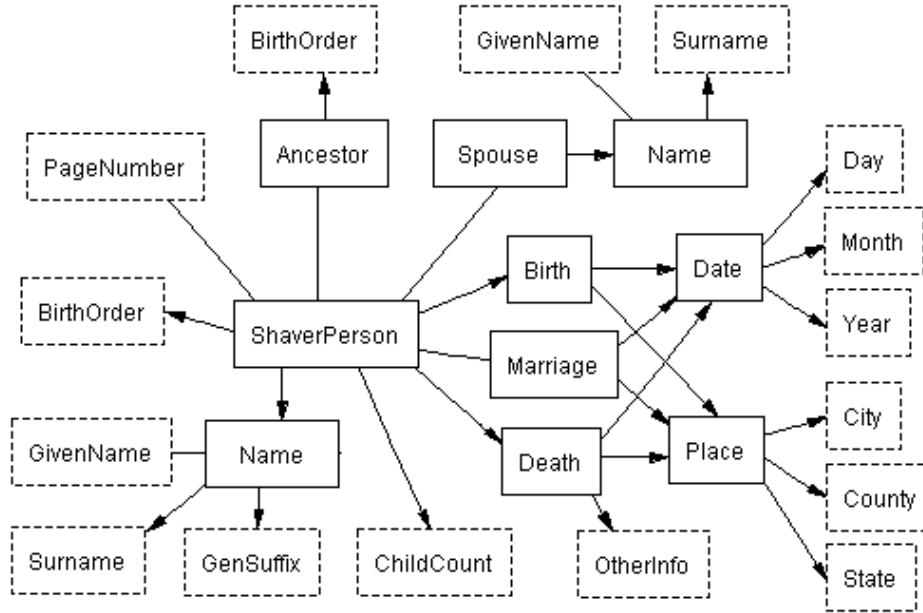 BirthOrder
GivenName
Surname
PageNumber
Ancestor
Spouse
Name
Day
Month
Birth
Date
BirthOrder
ShaverPerson
Year
Marriage
City
GivenName
Name
Death
Place
County
Surname
GenSuffix
ChildCount
OtherInfo
State